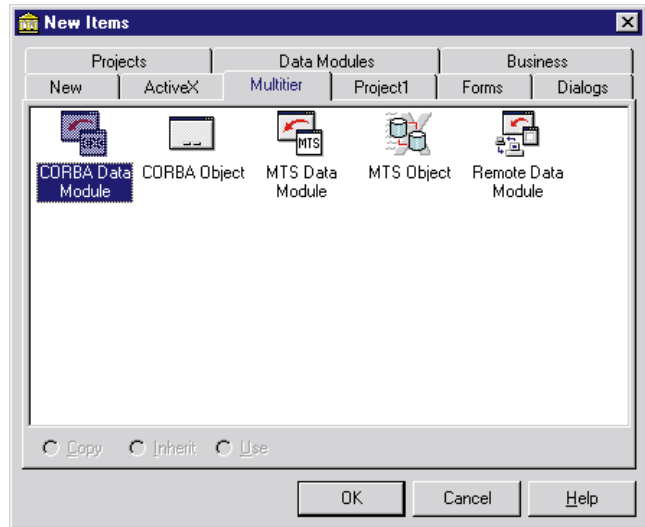 New Items
Projects Data Modules Business
New ActiveX Multitier Project1 Forms Dialogs
MTS
CORBA Data CORBA Object MTS Data MTS Object Remote Data
Module Module Module
Copy Inherit Use
OK Cancel Help